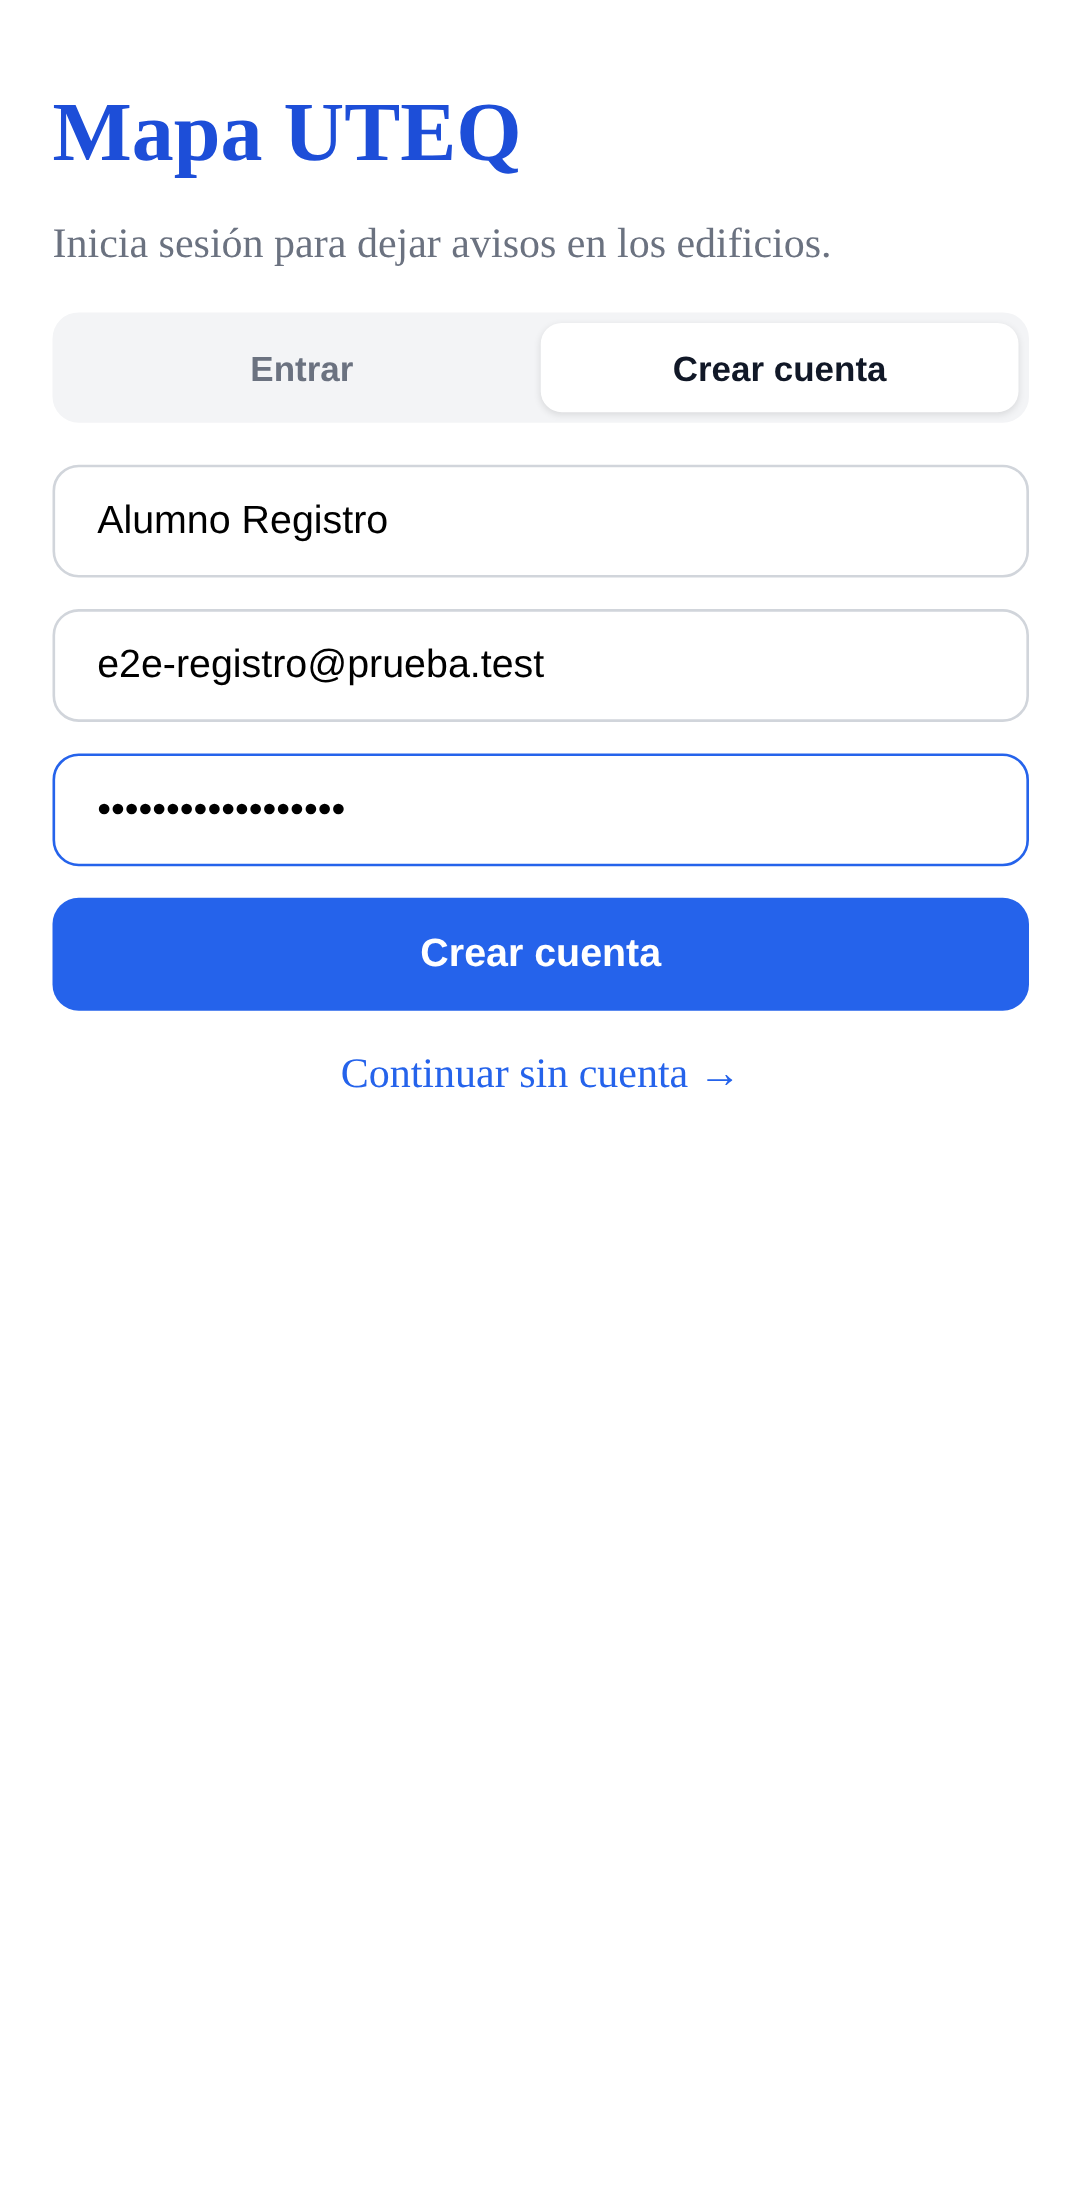 Mapa UTEQ
Inicia sesión para dejar avisos en los edificios.
Entrar
Crear cuenta
Alumno Registro
e2e-registro@prueba.test
••••••••••••••••••
Crear cuenta
Continuar sin cuenta →